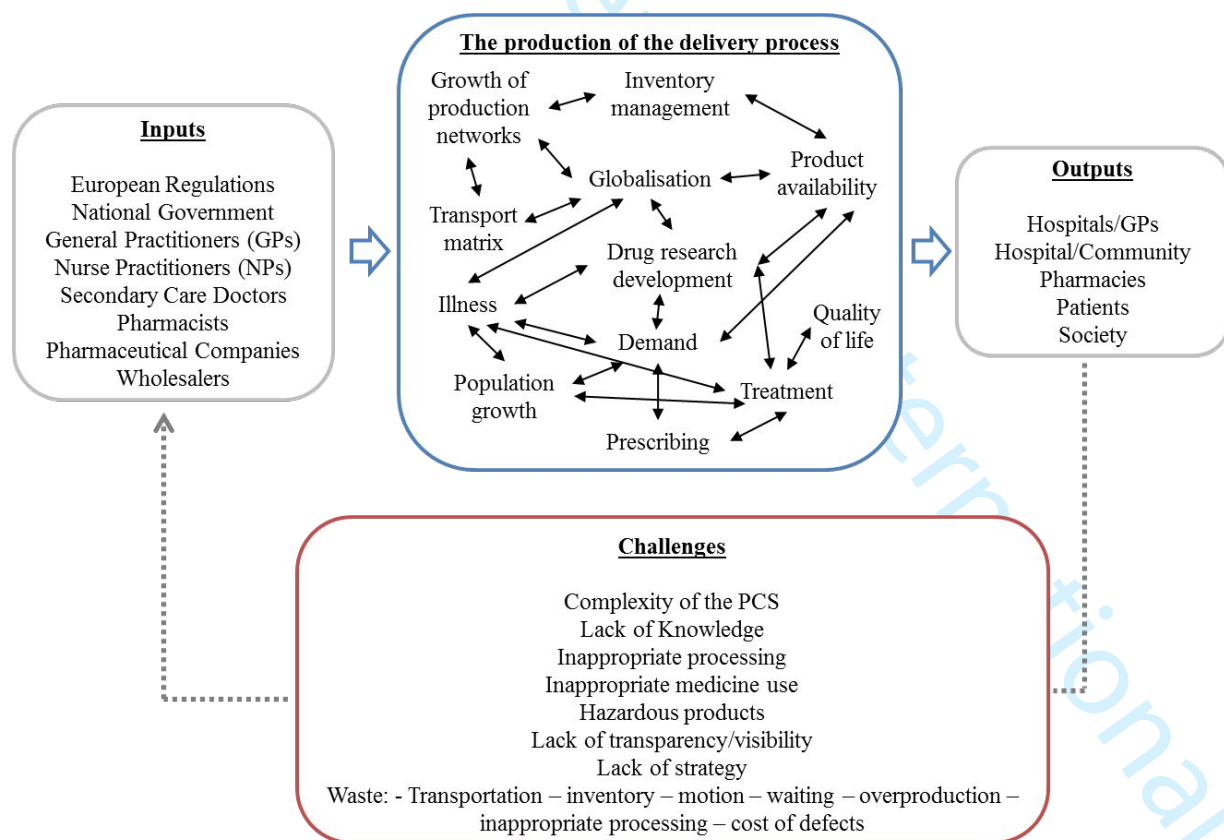 The production of the delivery process
Growth of
production
networks
Inventory
management
Globalisation
Product
availability
Transport
matrix
Drug research
development
Illness
Demand
Quality
of life
Population
growth
Treatment
Prescribing
Inputs
European Regulations
National Government
General Practitioners (GPs)
Nurse Practitioners (NPs)
Secondary Care Doctors
Pharmacists
Pharmaceutical Companies
Wholesalers
Outputs
Hospitals/GPs
Hospital/Community
Pharmacies
Patients
Society
Challenges
Complexity of the PCS
Lack of Knowledge
Inappropriate processing
Inappropriate medicine use
Hazardous products
Lack of transparency/visibility
Lack of strategy
Waste: - Transportation – inventory – motion – waiting – overproduction –
inappropriate processing – cost of defects